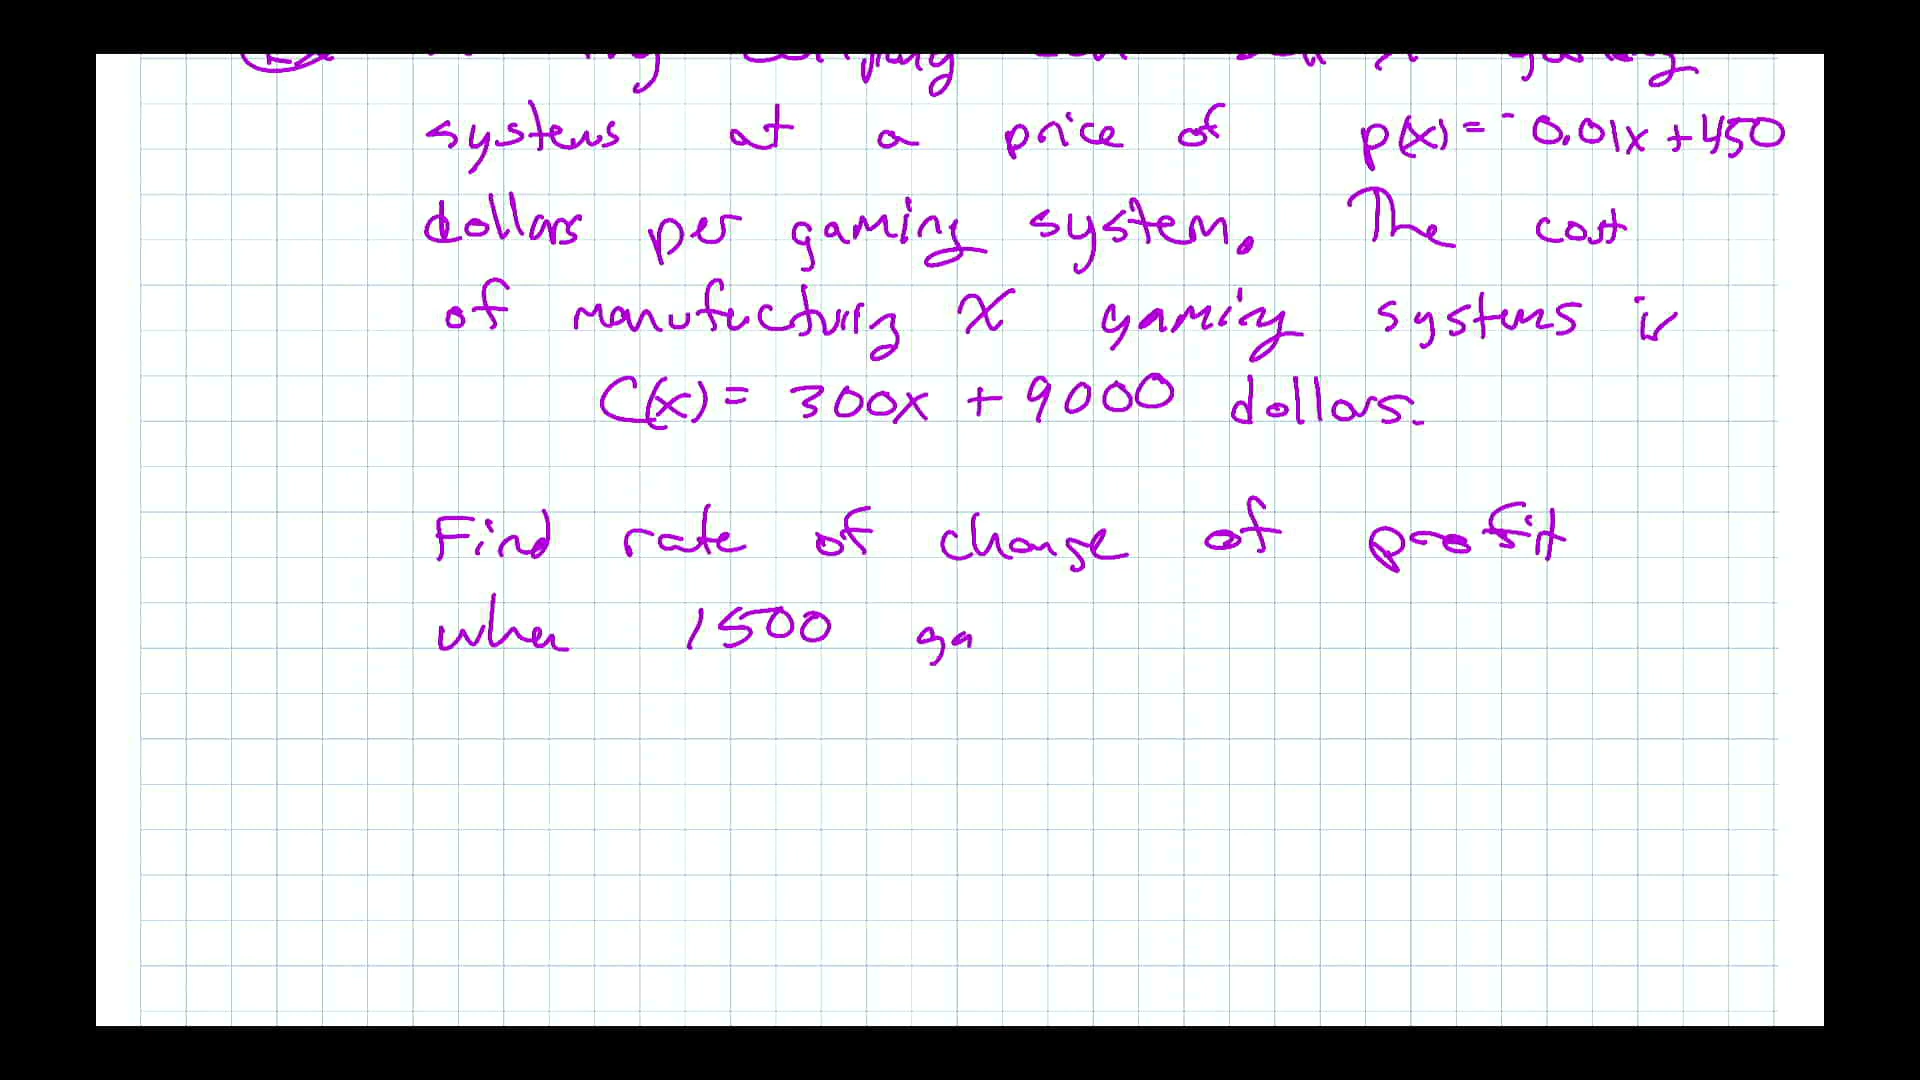 systems at a price of p(x) = -0.01x + 450
dollars per gaming system. The cost
of manufacturing x gaming systems is
C(x) = 300x + 9000 dollars.
Find rate of change of profit
when 1500 ga